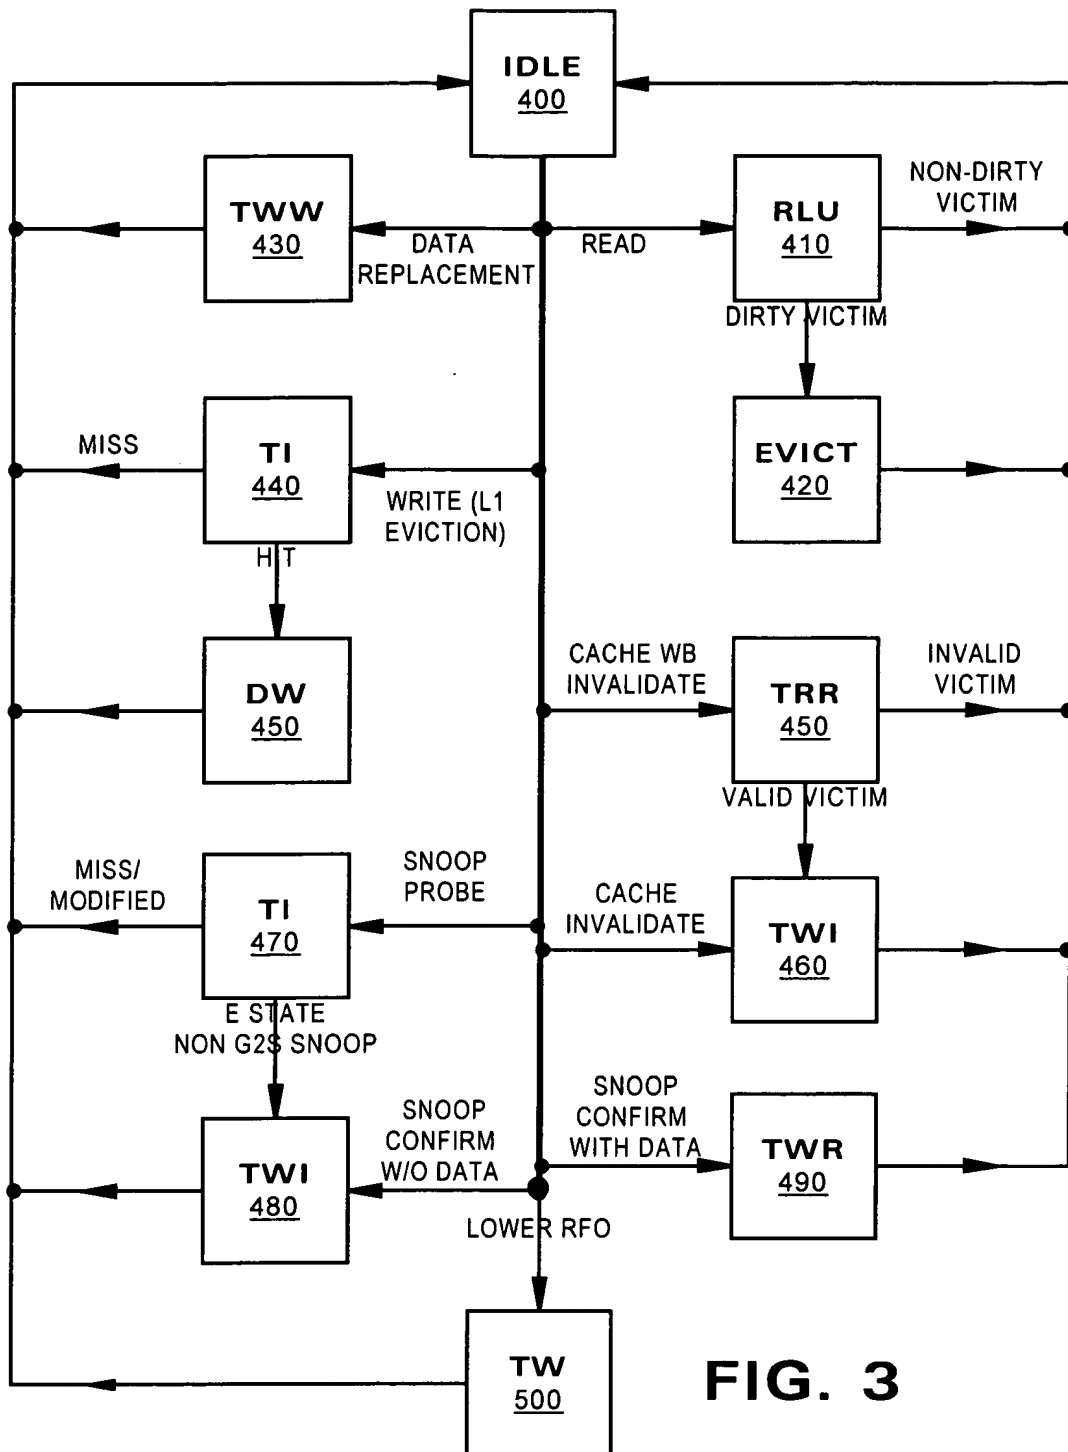 IDLE
400
TWW
430
DATA
REPLACEMENT
READ
RLU
410
NON-DIRTY
VICTIM
DIRTY VICTIM
MISS
TI
440
WRITE (L1
EVICTION)
HIT
EVICT
420
DW
450
CACHE WB
INVALIDATE
TRR
450
INVALID
VICTIM
VALID VICTIM
MISS/
MODIFIED
TI
470
SNOOP
PROBE
E STATE
NON G2S SNOOP
CACHE
INVALIDATE
TWI
460
TWI
480
SNOOP
CONFIRM
W/O DATA
SNOOP
CONFIRM
WITH DATA
TWR
490
LOWER RFO
TW
500
FIG. 3